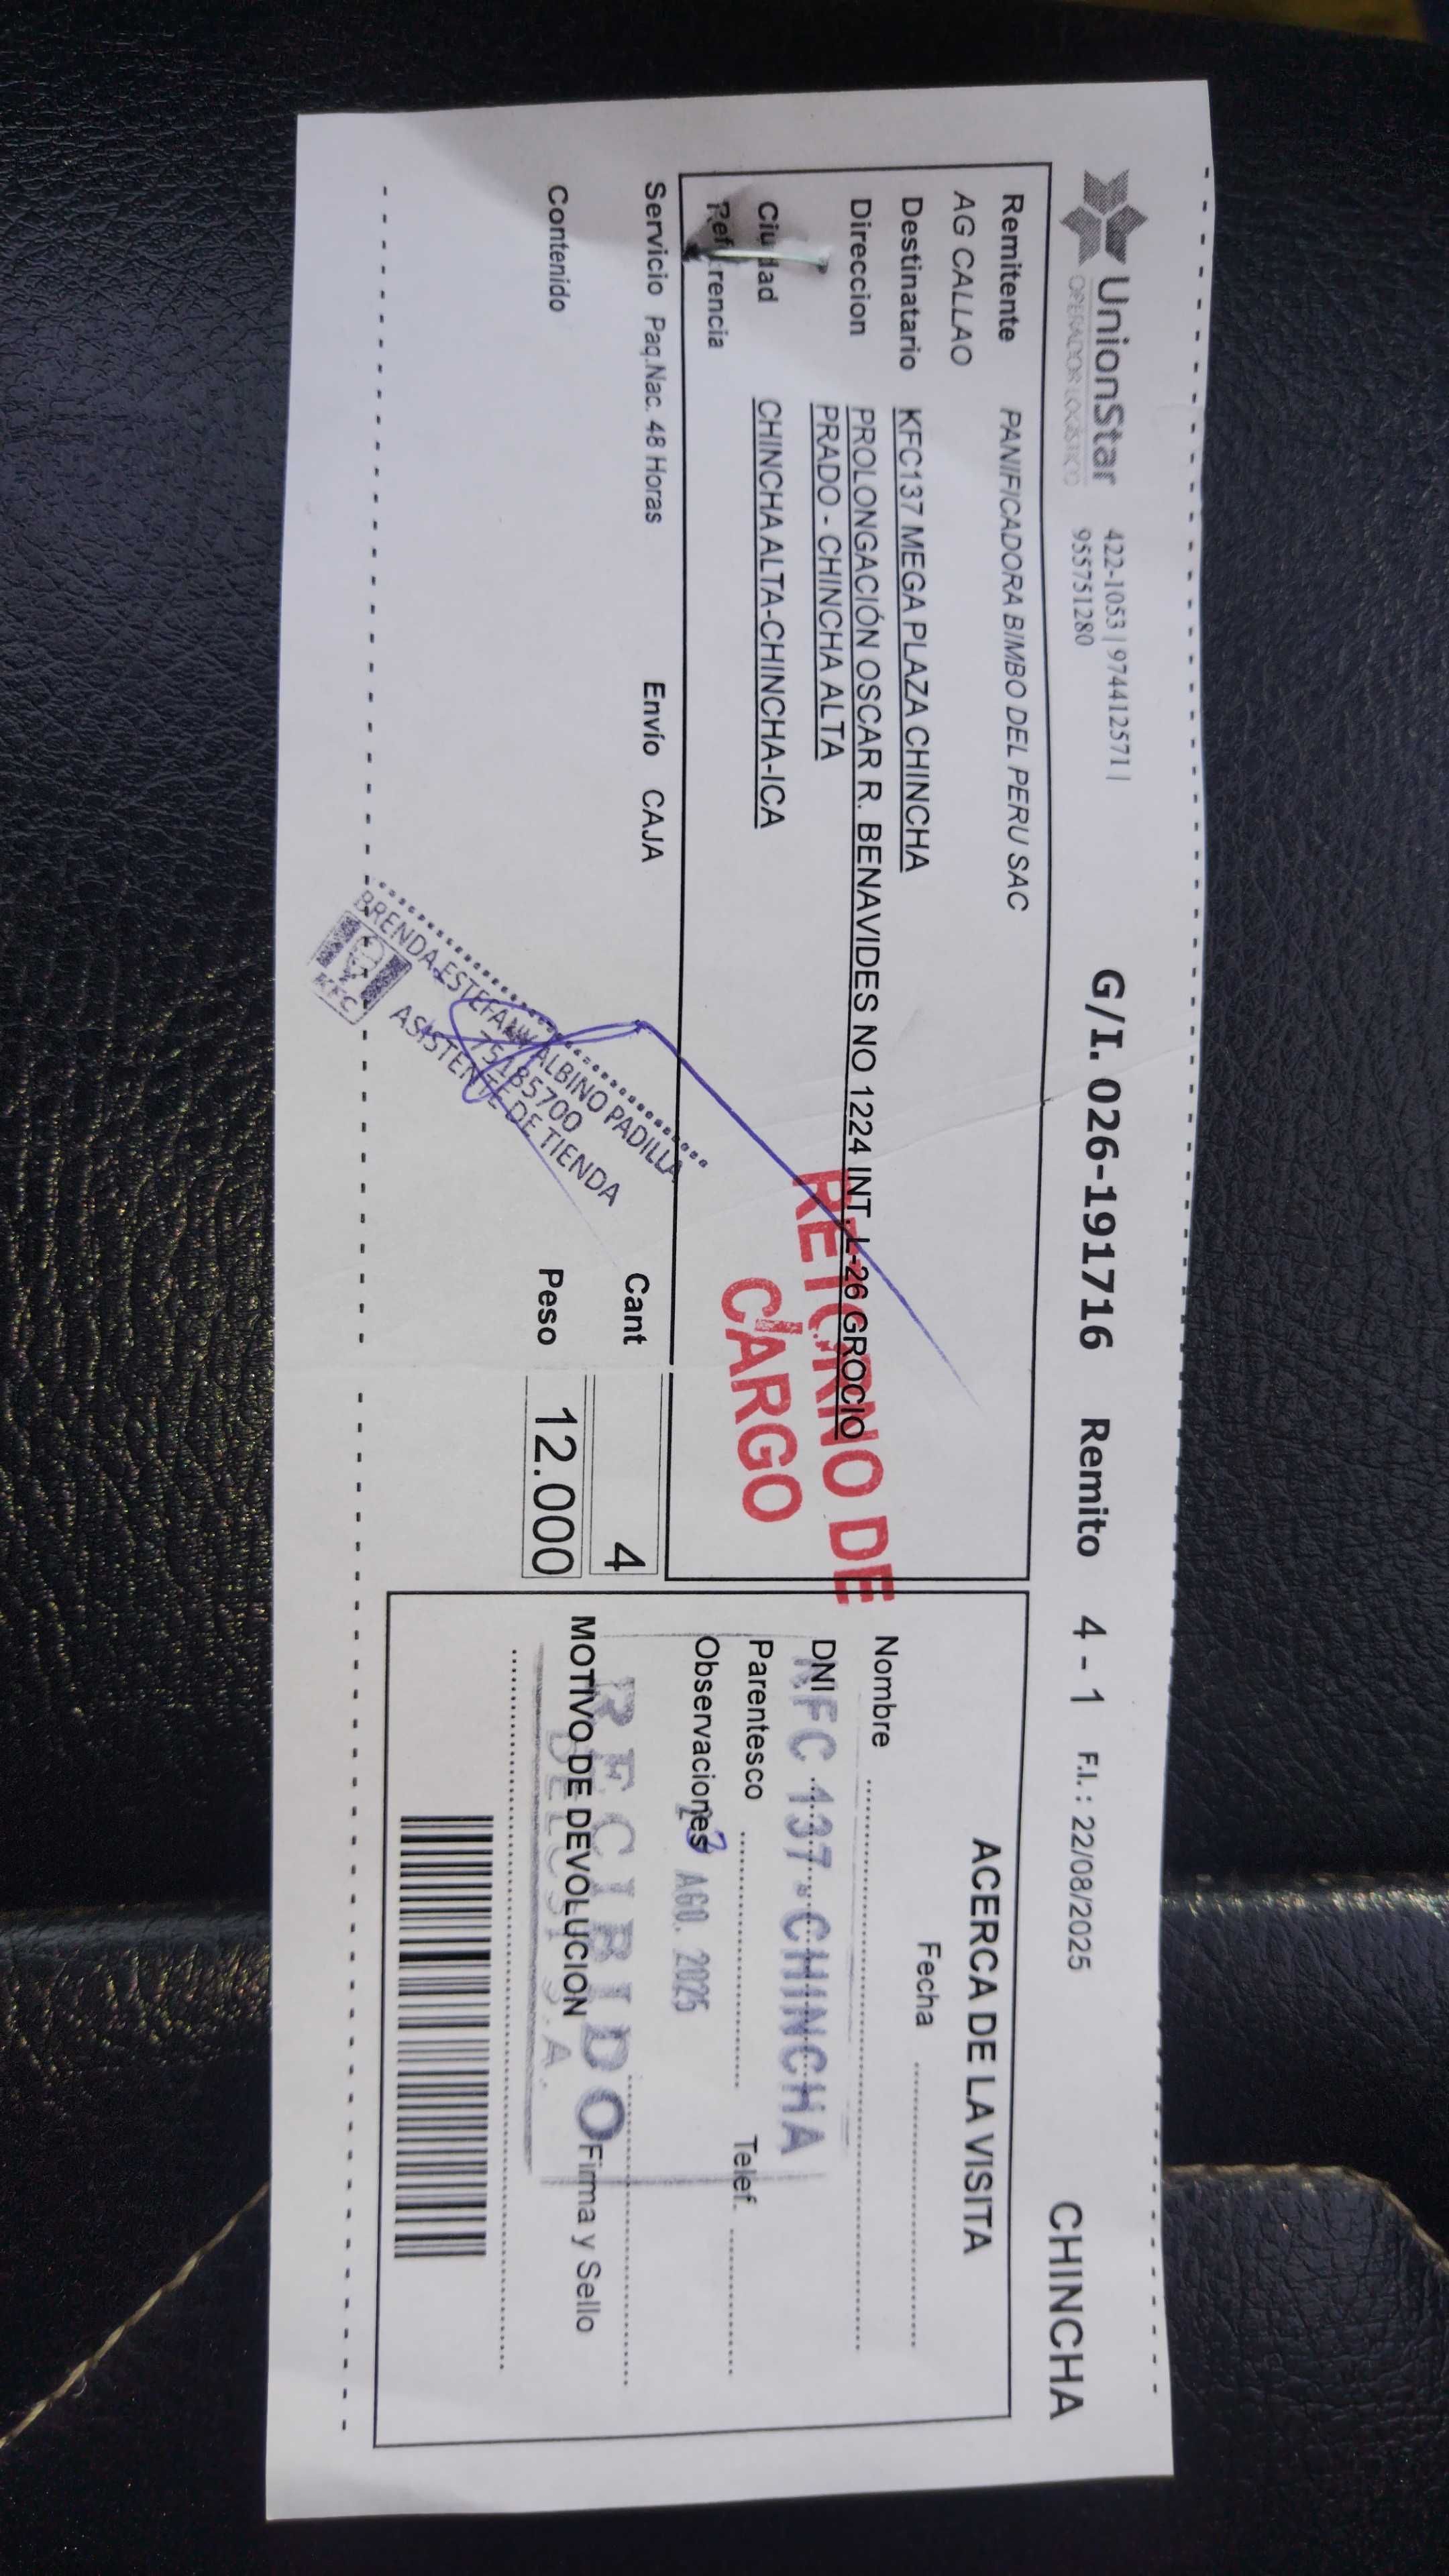 UnionStar
OPERADOR LOGÍSTICO
422-1053 | 974412571 |
955751280
G/I. 026-191716 Remito 4 - 1 F.I. : 22/08/2025 CHINCHA
Remitente PANIFICADORA BIMBO DEL PERU SAC
AG CALLAO
Destinatario KFC137 MEGA PLAZA CHINCHA
Direccion PROLONGACIÓN OSCAR R. BENAVIDES NO 1224 INT. L-26 GROCIO
PRADO - CHINCHA ALTA
Ciudad CHINCHA ALTA-CHINCHA-ICA
Referencia
RETORNO DE
CARGO
Servicio Paq.Nac. 48 Horas Envío CAJA Cant 4
Contenido Peso 12.000
BRENDA ESTEFANY ALBINO PADILLA
75185700
ASISTENTE DE TIENDA
KFC
ACERCA DE LA VISITA
Fecha
Nombre
DNI
KFC 137-CHINCHA
Parentesco Telef.
Observaciones
23 AGO. 2025
RECIBIDO
Firma y Sello
MOTIVO DE DEVOLUCION
S.A.